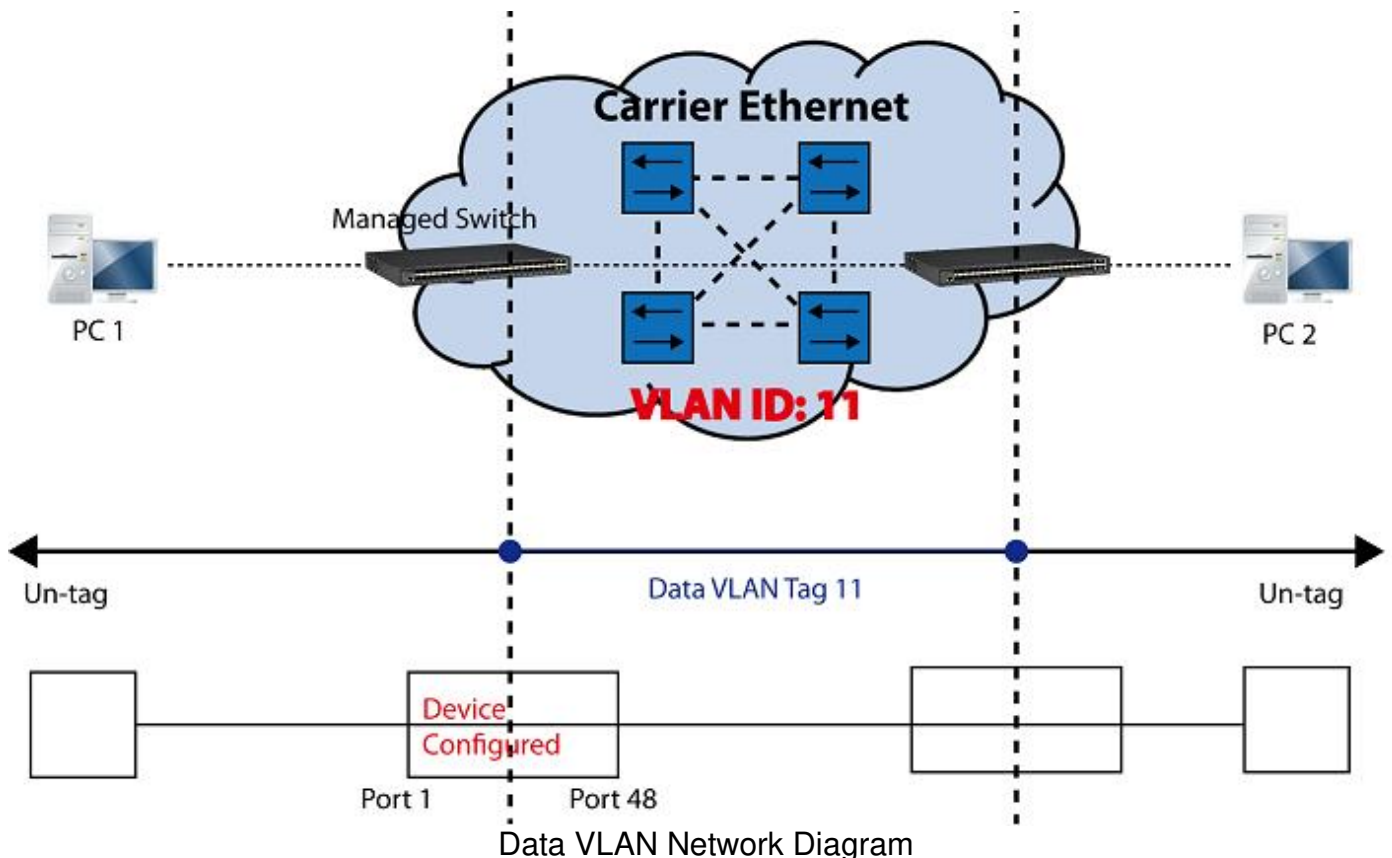 Carrier Ethernet
Managed Switch
PC 1
PC 2
VLAN ID: 11
Un-tag
Data VLAN Tag 11
Un-tag
Device
Configured
Port 1
Port 48
Data VLAN Network Diagram